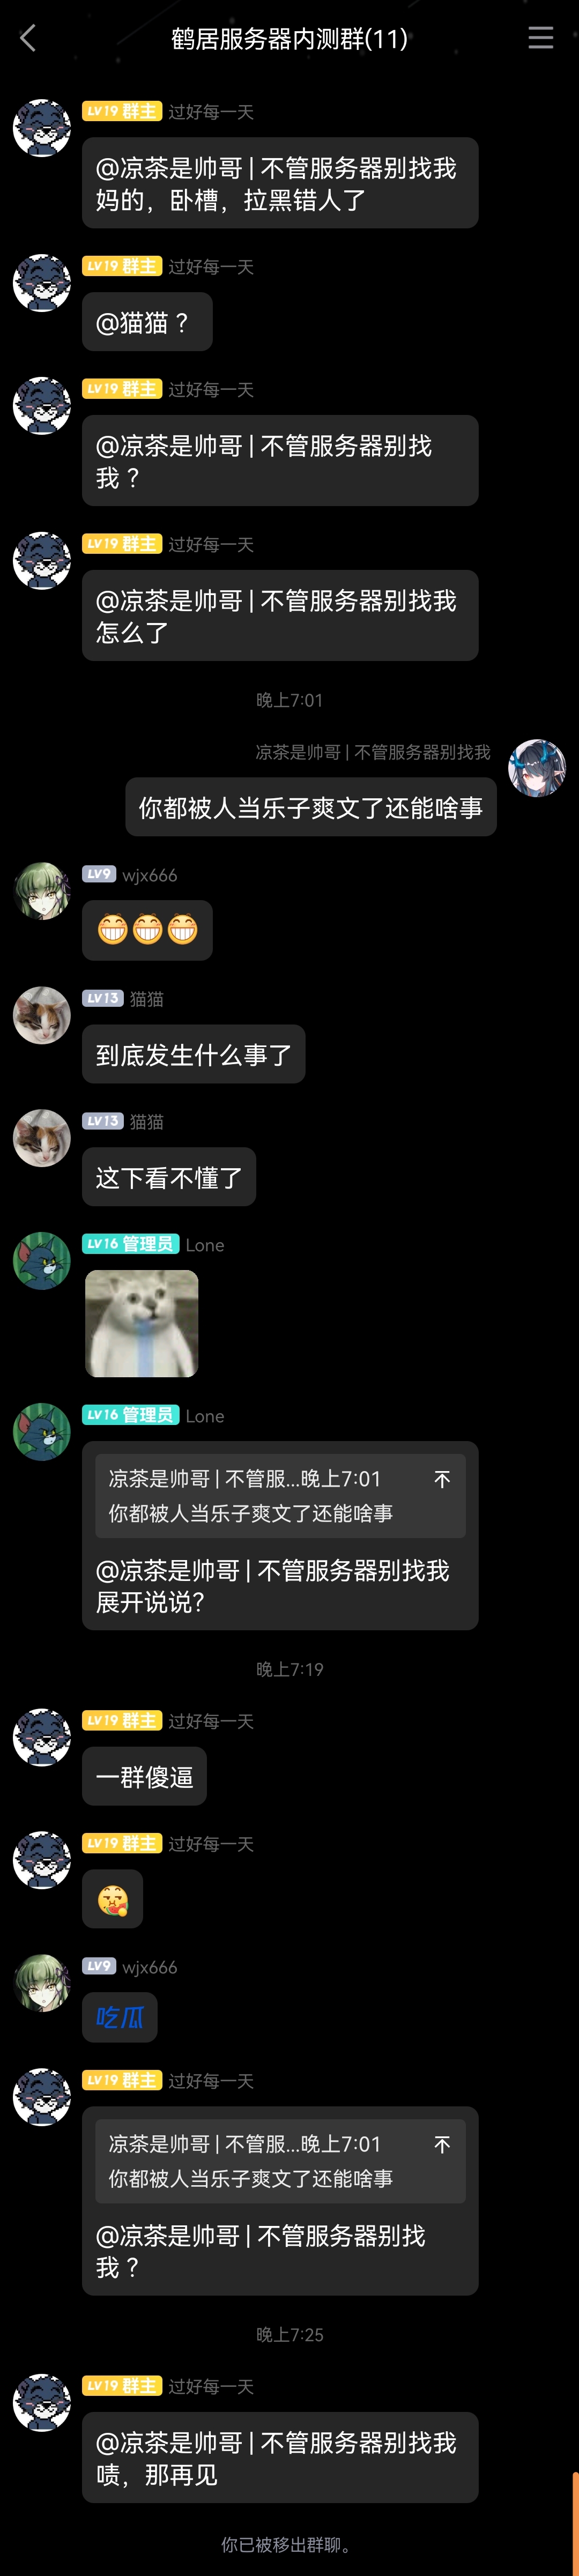 鹤居服务器内测群(11)
LV19 群主 过好每一天
@凉茶是帅哥 | 不管服务器别找我
妈的，卧槽，拉黑错人了
LV19 群主 过好每一天
@猫猫 ？
LV19 群主 过好每一天
@凉茶是帅哥 | 不管服务器别找
我 ？
LV19 群主 过好每一天
@凉茶是帅哥 | 不管服务器别找我
怎么了
晚上7:01
凉茶是帅哥 | 不管服务器别找我
你都被人当乐子爽文了还能啥事
LV9 wjx666
😁😁😁
LV13 猫猫
到底发生什么事了
LV13 猫猫
这下看不懂了
LV16 管理员 Lone
LV16 管理员 Lone
凉茶是帅哥 | 不管服...晚上7:01
你都被人当乐子爽文了还能啥事
@凉茶是帅哥 | 不管服务器别找我
展开说说?
晚上7:19
LV19 群主 过好每一天
一群傻逼
LV19 群主 过好每一天
LV9 wjx666
吃瓜
LV19 群主 过好每一天
凉茶是帅哥 | 不管服...晚上7:01
你都被人当乐子爽文了还能啥事
@凉茶是帅哥 | 不管服务器别找
我 ？
晚上7:25
LV19 群主 过好每一天
@凉茶是帅哥 | 不管服务器别找我
啧，那再见
你已被移出群聊。